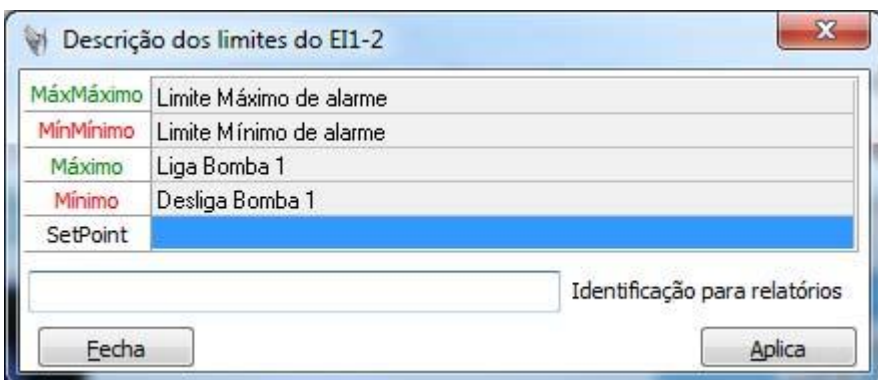 Descrição dos limites do EI1-2
MáxMáximo Limite Máximo de alarme
MínMínimo Limite Mínimo de alarme
Máximo Liga Bomba 1
Mínimo Desliga Bomba 1
SetPoint
Identificação para relatórios
Fecha Aplica